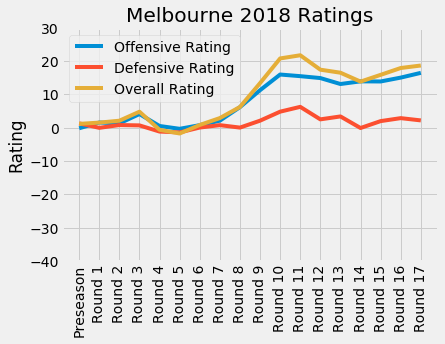 Melbourne 2018 Ratings
Offensive Rating
Defensive Rating
Overall Rating
Rating
30
20
10
0
−10
−20
−30
−40
Preseason
Round 1
Round 2
Round 3
Round 4
Round 5
Round 6
Round 7
Round 8
Round 9
Round 10
Round 11
Round 12
Round 13
Round 14
Round 15
Round 16
Round 17